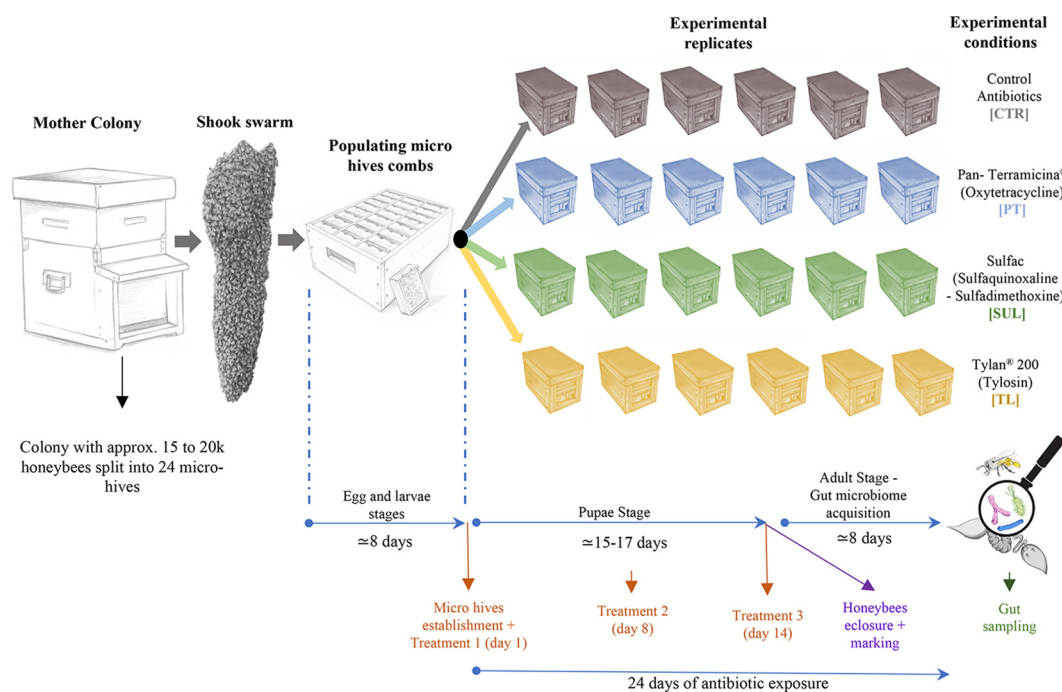 Experimental
replicates
Experimental
conditions
Mother Colony
Shook swarm
Populating micro
hives combs
Control
Antibiotics
[CTR]
Pan- Terramicina®
(Oxytetracycline)
[PT]
Sulfac
(Sulfaquinoxaline
- Sulfadimethoxine)
[SUL]
Tylan® 200
(Tylosin)
[TL]
Colony with approx. 15 to 20k
honeybees split into 24 micro-
hives
Egg and larvae
stages
≃8 days
Pupae Stage
≃15-17 days
Adult Stage -
Gut microbiome
acquisition
≃8 days
Micro hives
establishment +
Treatment 1 (day 1)
Treatment 2
(day 8)
Treatment 3
(day 14)
Honeybees
eclosure +
marking
Gut
sampling
24 days of antibiotic exposure